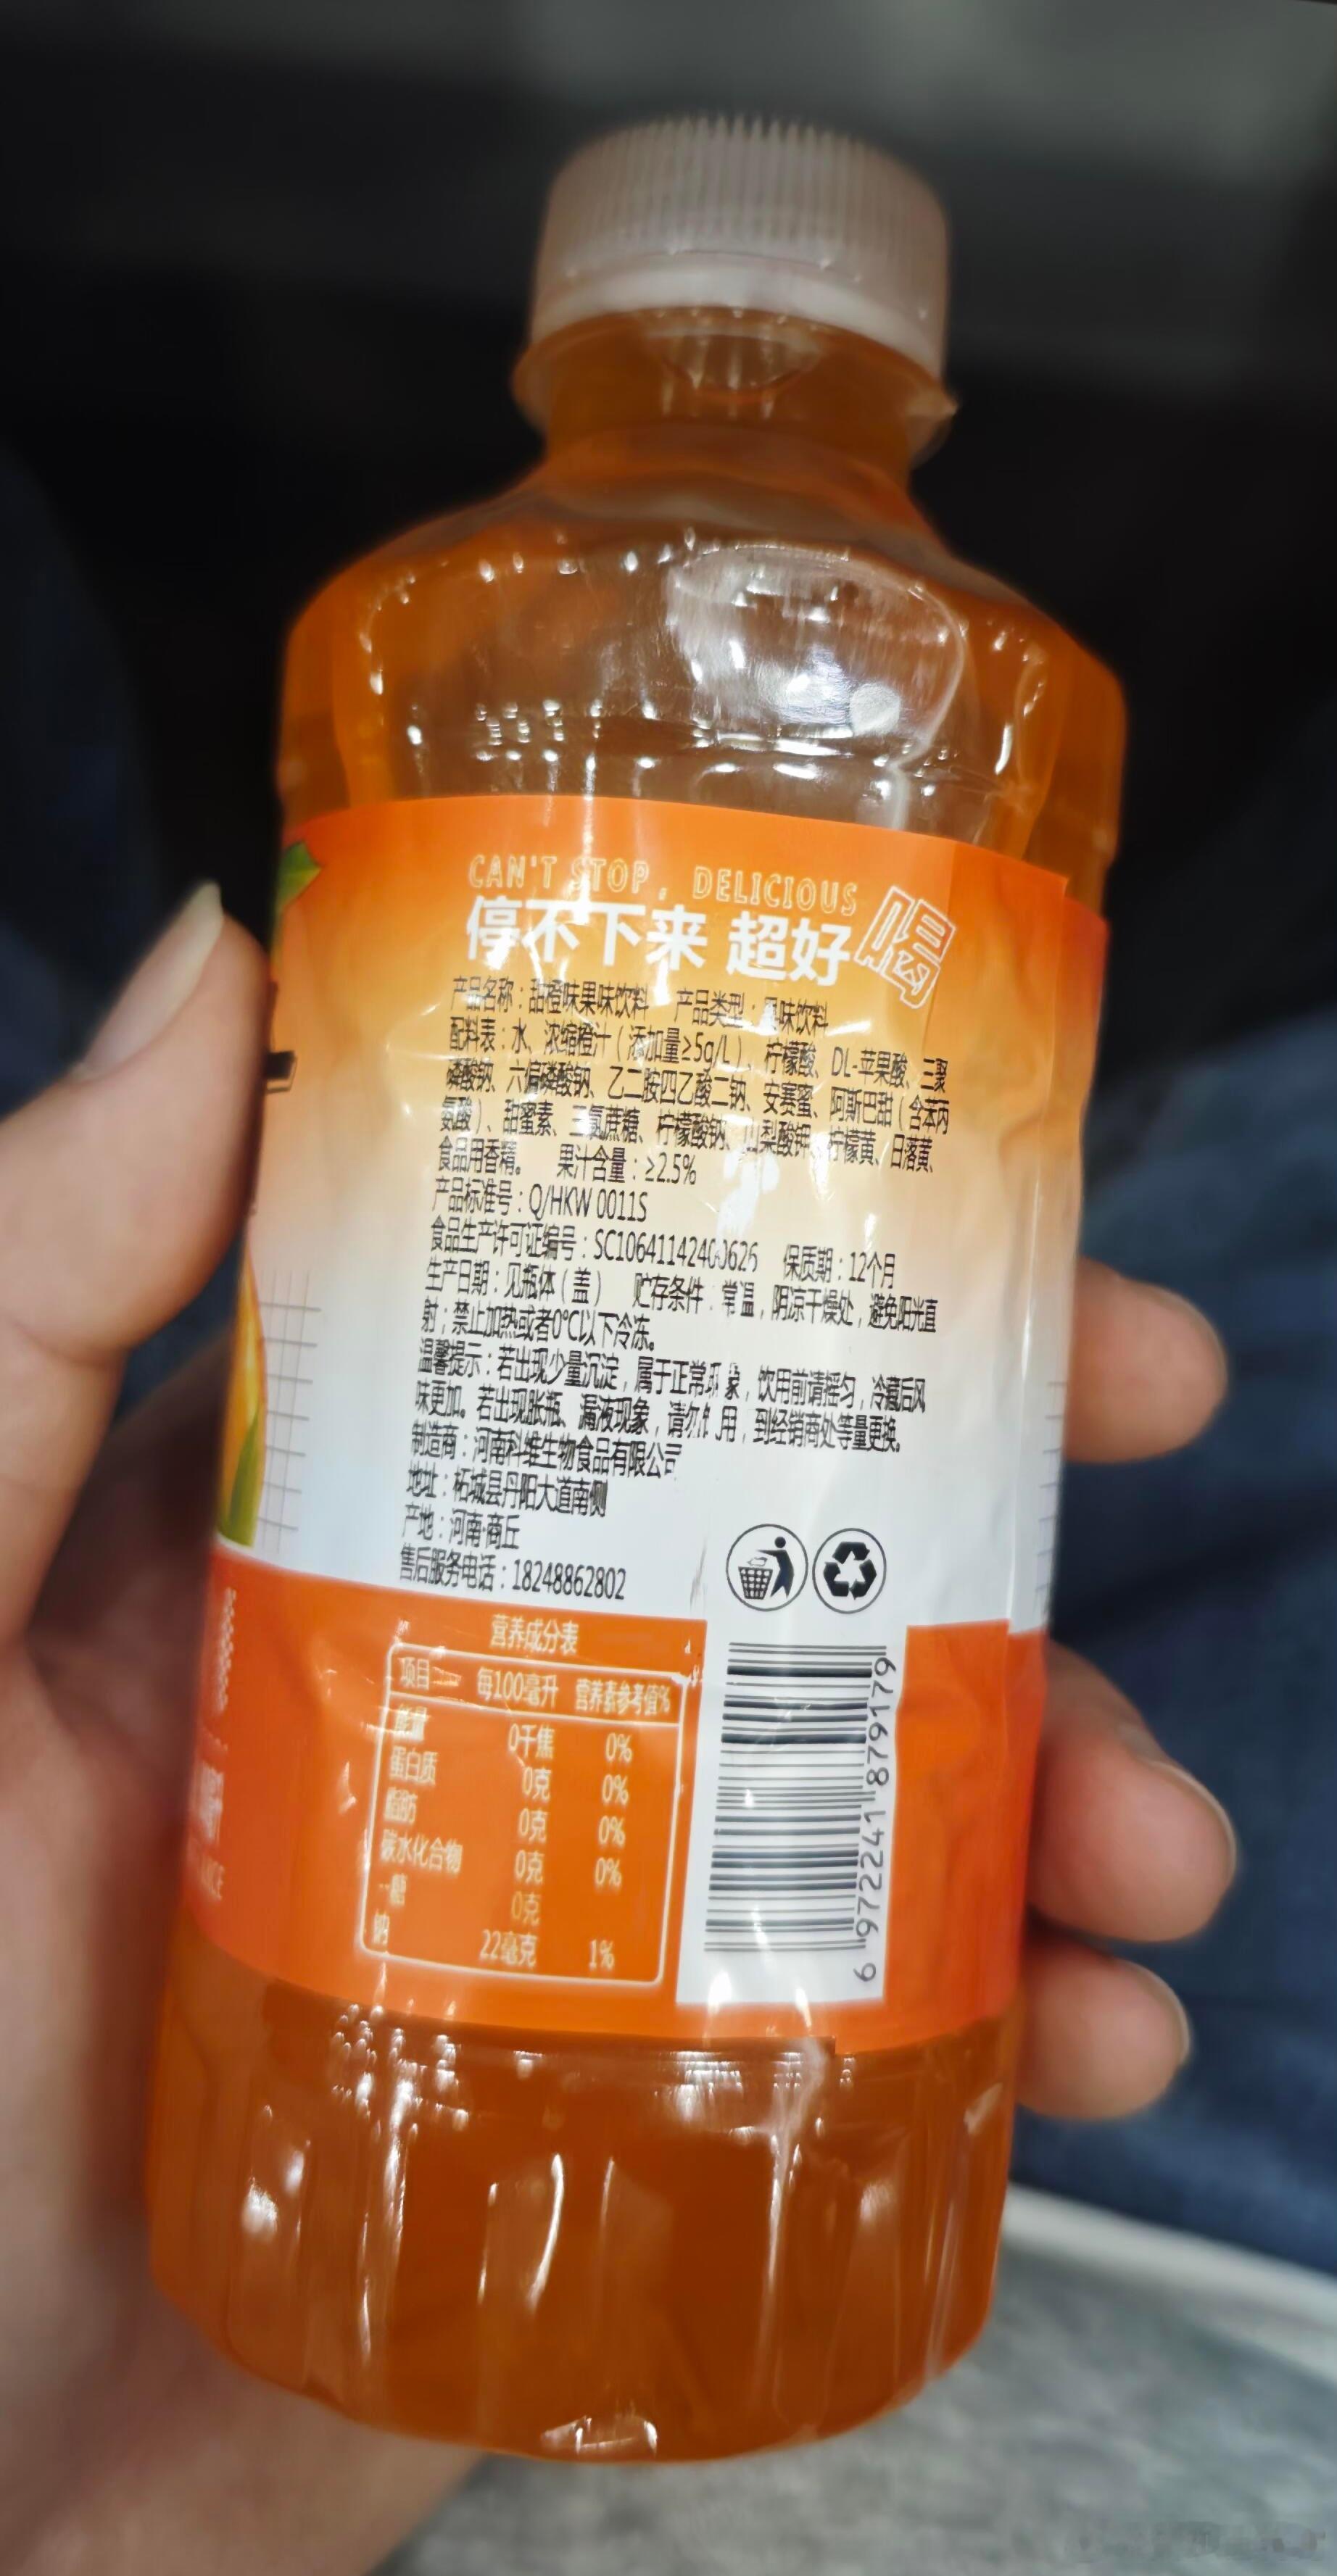 CAN'T STOP, DELICIOUS
停不下来 超好喝
产品名称：甜橙味果味饮料 产品类型：风味饮料
配料表：水、浓缩橙汁（添加量≥5g/L）、柠檬酸、DL-苹果酸、三聚
磷酸钠、六偏磷酸钠、乙二胺四乙酸二钠、安赛蜜、阿斯巴甜（含苯丙
氨酸）、甜蜜素、三氯蔗糖、柠檬酸钠、山梨酸钾、柠檬黄、日落黄、
食品用香精。 果汁含量：≥2.5%
产品标准号：Q/HKW 0011S
食品生产许可证编号：SC10641142400626 保质期：12个月
生产日期：见瓶体（盖） 贮存条件：常温，阴凉干燥处，避免阳光直
射；禁止加热或者0℃以下冷冻。
温馨提示：若出现少量沉淀，属于正常现象，饮用前请摇匀，冷藏后风
味更加。若出现胀瓶、漏液现象，请勿饮用，到经销商处等量更换。
制造商：河南科维生物食品有限公司
地址：柘城县丹阳大道南侧
产地：河南·商丘
售后服务电话：18248862802
营养成分表
项目 每100毫升 营养素参考值%
能量 0千焦 0%
蛋白质 0克 0%
脂肪 0克 0%
碳水化合物 0克 0%
--糖 0克
钠 22毫克 1%
6 972241 879179